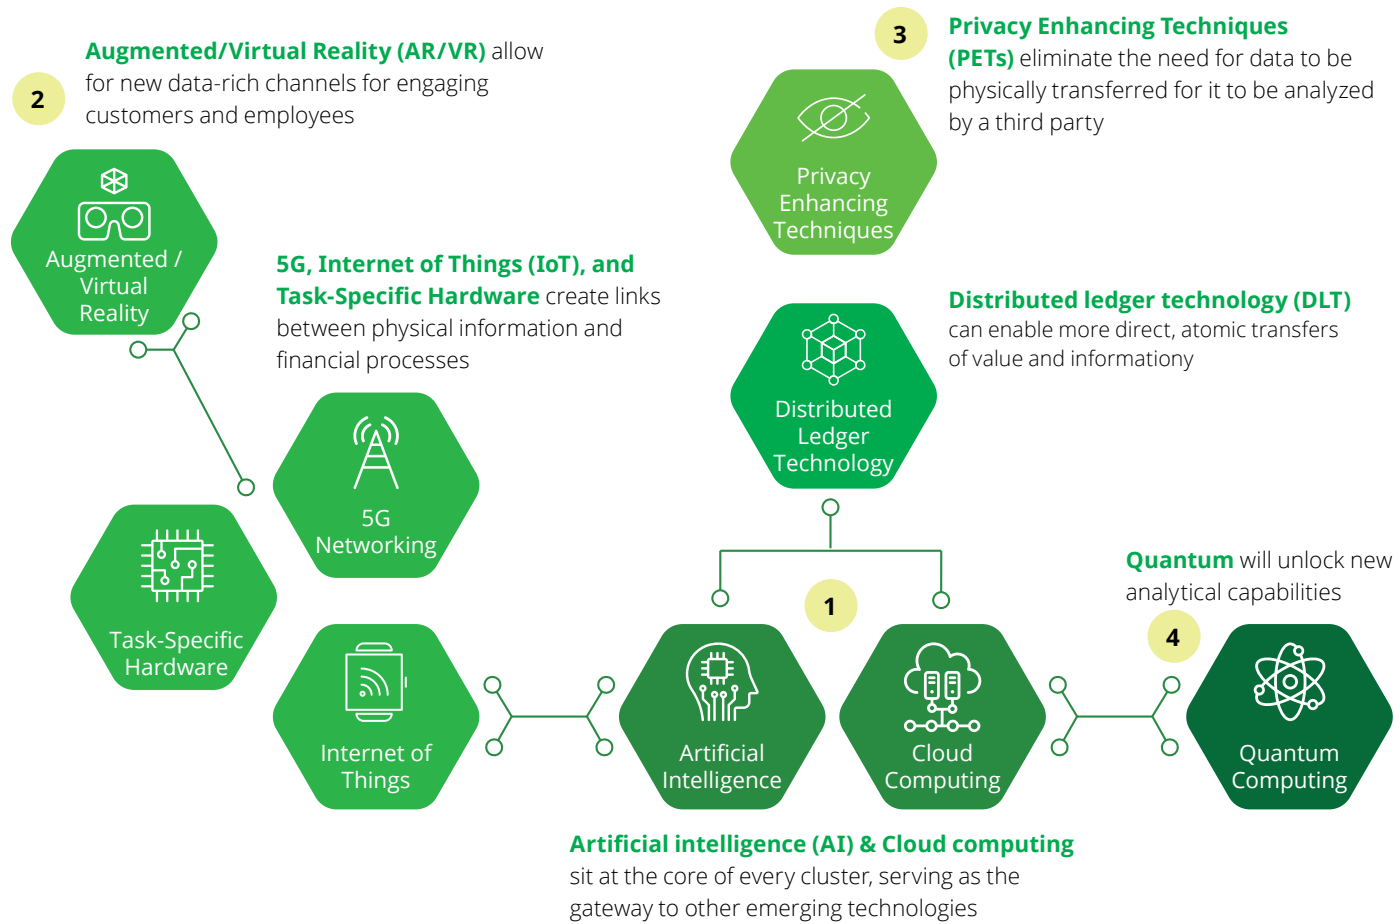 2
Augmented/Virtual Reality (AR/VR) allow
for new data-rich channels for engaging
customers and employees
Augmented /
Virtual
Reality
5G, Internet of Things (IoT), and
Task-Specific Hardware create links
between physical information and
financial processes
5G
Networking
Task-Specific
Hardware
Internet of
Things
3
Privacy Enhancing Techniques
(PETs) eliminate the need for data to be
physically transferred for it to be analyzed
by a third party
Privacy
Enhancing
Techniques
Distributed ledger technology (DLT)
can enable more direct, atomic transfers
of value and informationy
Distributed
Ledger
Technology
1
Artificial
Intelligence
Cloud
Computing
Quantum will unlock new
analytical capabilities
4
Quantum
Computing
Artificial intelligence (AI) & Cloud computing
sit at the core of every cluster, serving as the
gateway to other emerging technologies